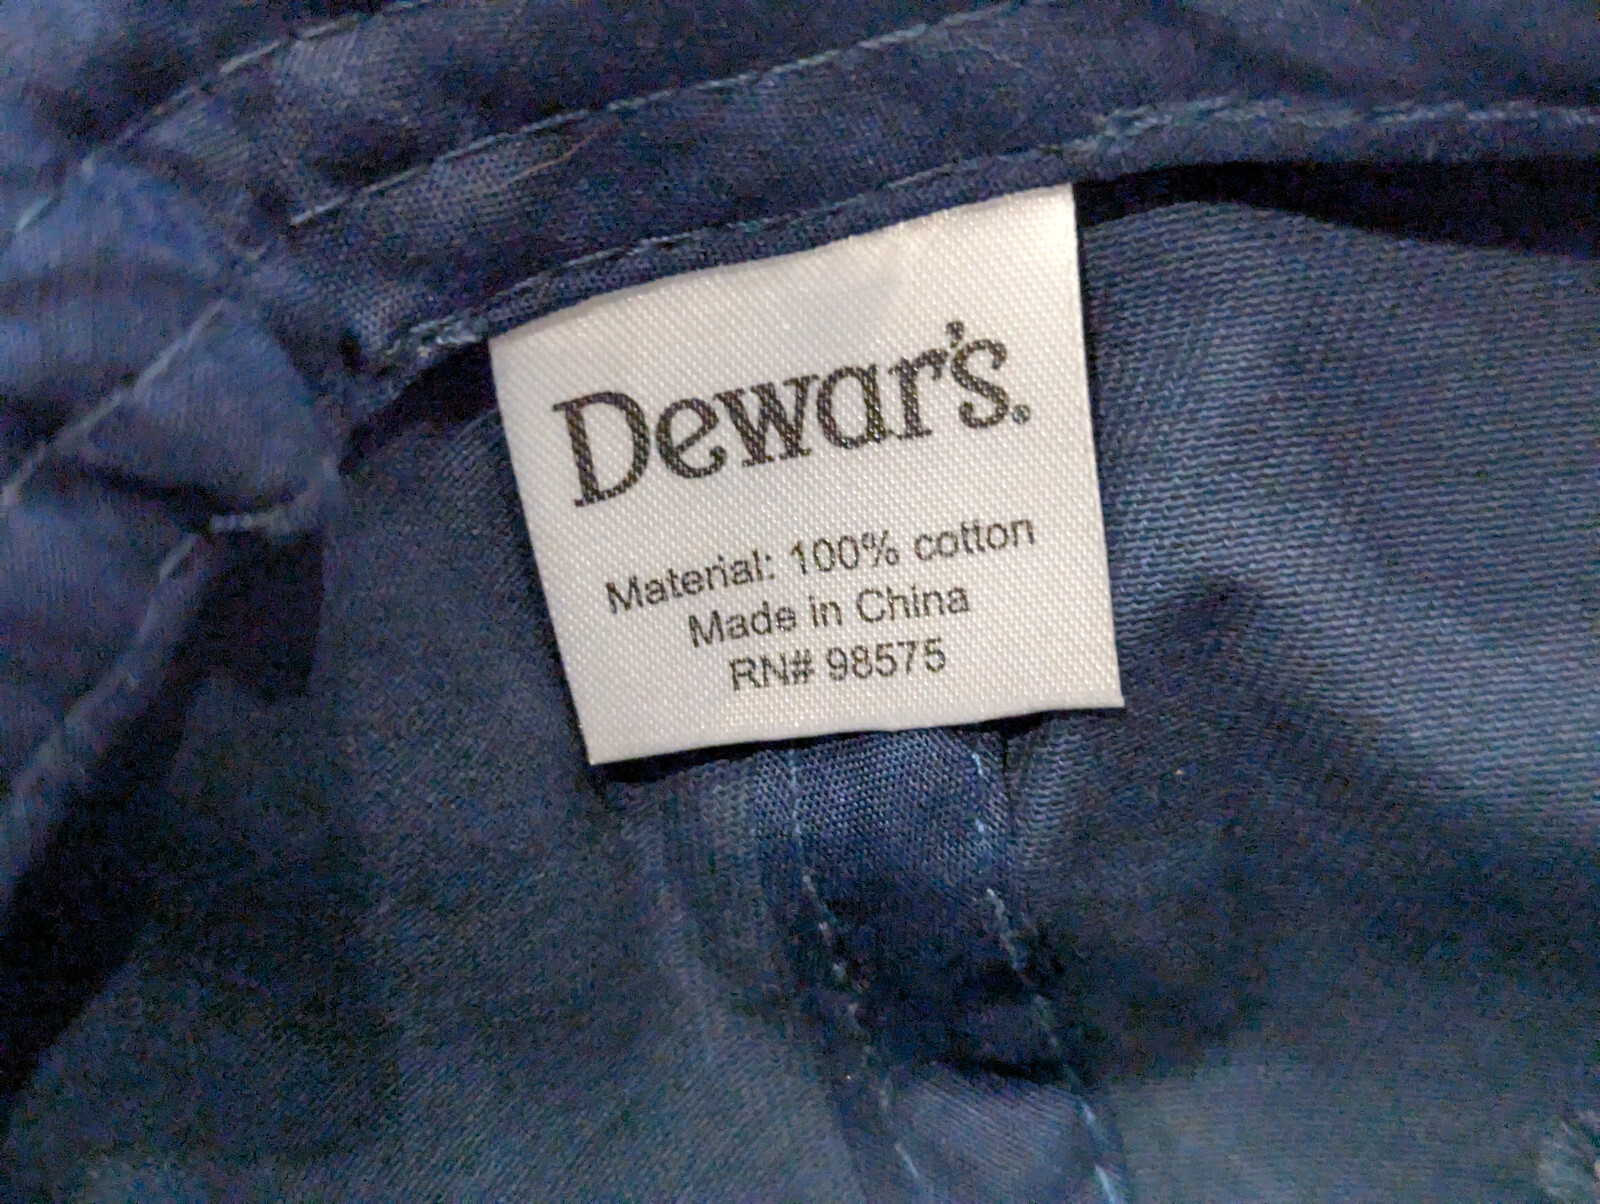 Dewar's.
Material: 100% cotton
Made in China
RN# 98575